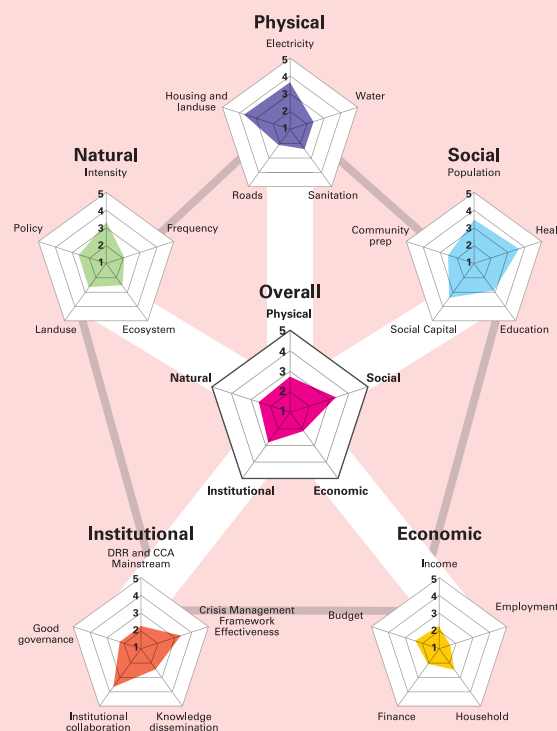 Physical
Electricity
5
4
3
2
1
Housing and
landuse
Water
Roads
Sanitation
Natural
Intensity
5
4
3
2
1
Policy
Frequency
Landuse
Ecosystem
Social
Population
5
4
3
2
1
Community
prep
Heal
Social Capital
Education
Overall
Physical
5
4
3
2
1
Natural
Social
Institutional
Economic
Institutional
DRR and CCA
Mainstream
5
4
3
2
1
Good
governance
Crisis Management
Framework
Effectiveness
Institutional
collaboration
Knowledge
dissemination
Economic
Income
5
4
3
2
1
Budget
Employment
Finance
Household